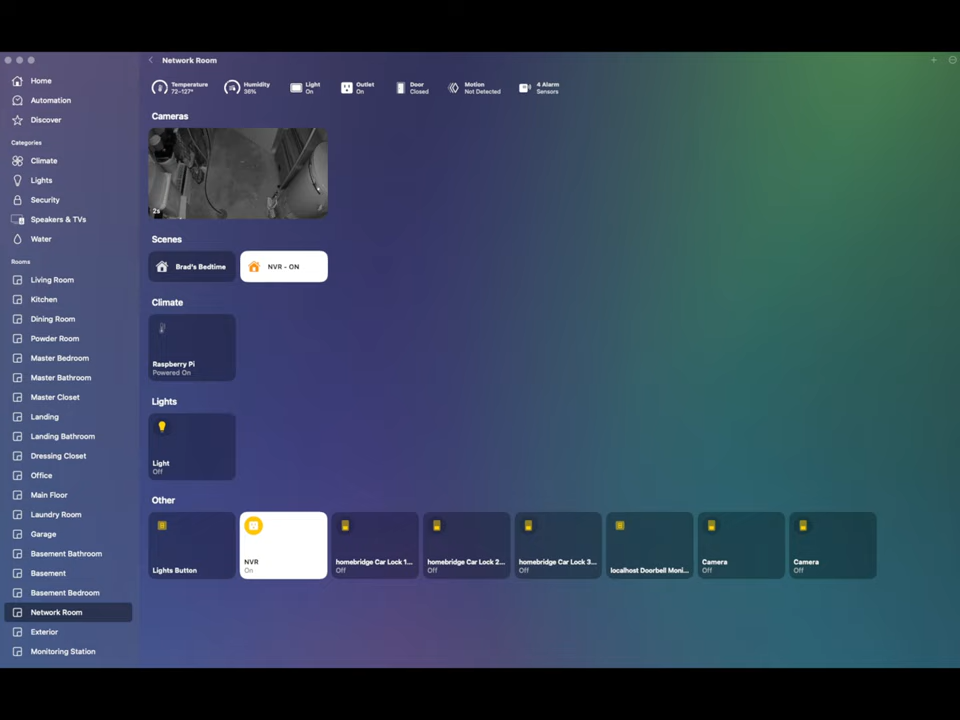 Network Room
Home
Automation
Discover
Categories
Climate
Lights
Security
Speakers & TVs
Water
Rooms
Living Room
Kitchen
Dining Room
Powder Room
Master Bedroom
Master Bathroom
Master Closet
Landing
Landing Bathroom
Dressing Closet
Office
Main Floor
Laundry Room
Garage
Basement Bathroom
Basement
Basement Bedroom
Network Room
Exterior
Monitoring Station
Temperature
72–127°
Humidity
36%
Light
On
Outlet
On
Door
Closed
Motion
Not Detected
4 Alarm
Sensors
Cameras
2s
Scenes
Brad's Bedtime
NVR - ON
Climate
Raspberry Pi
Powered On
Lights
Light
Off
Other
Lights Button
NVR
On
homebridge Car Lock 1...
Off
homebridge Car Lock 2...
Off
homebridge Car Lock 3...
Off
localhost Doorbell Moni...
Camera
Off
Camera
Off